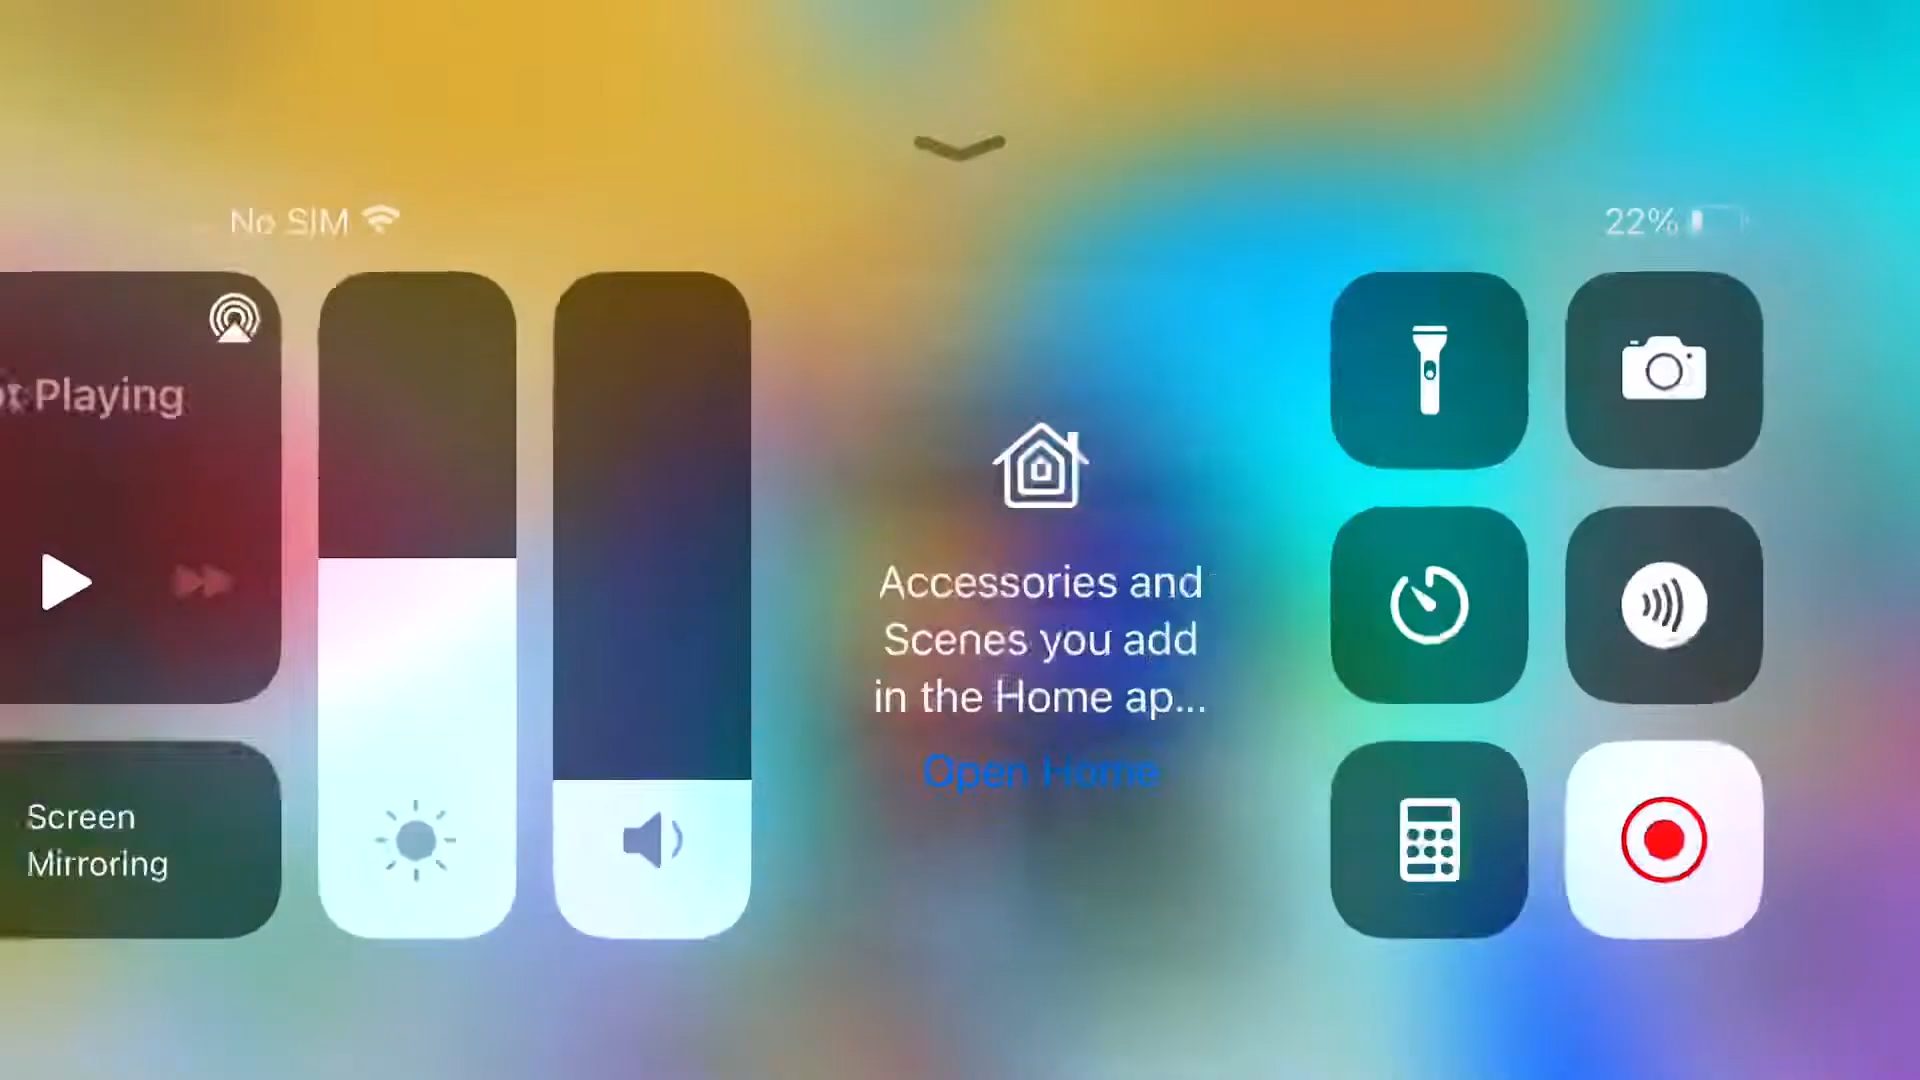 No SIM
22%
Playing
Accessories and
Scenes you add
in the Home ap...
Open Home
Screen
Mirroring